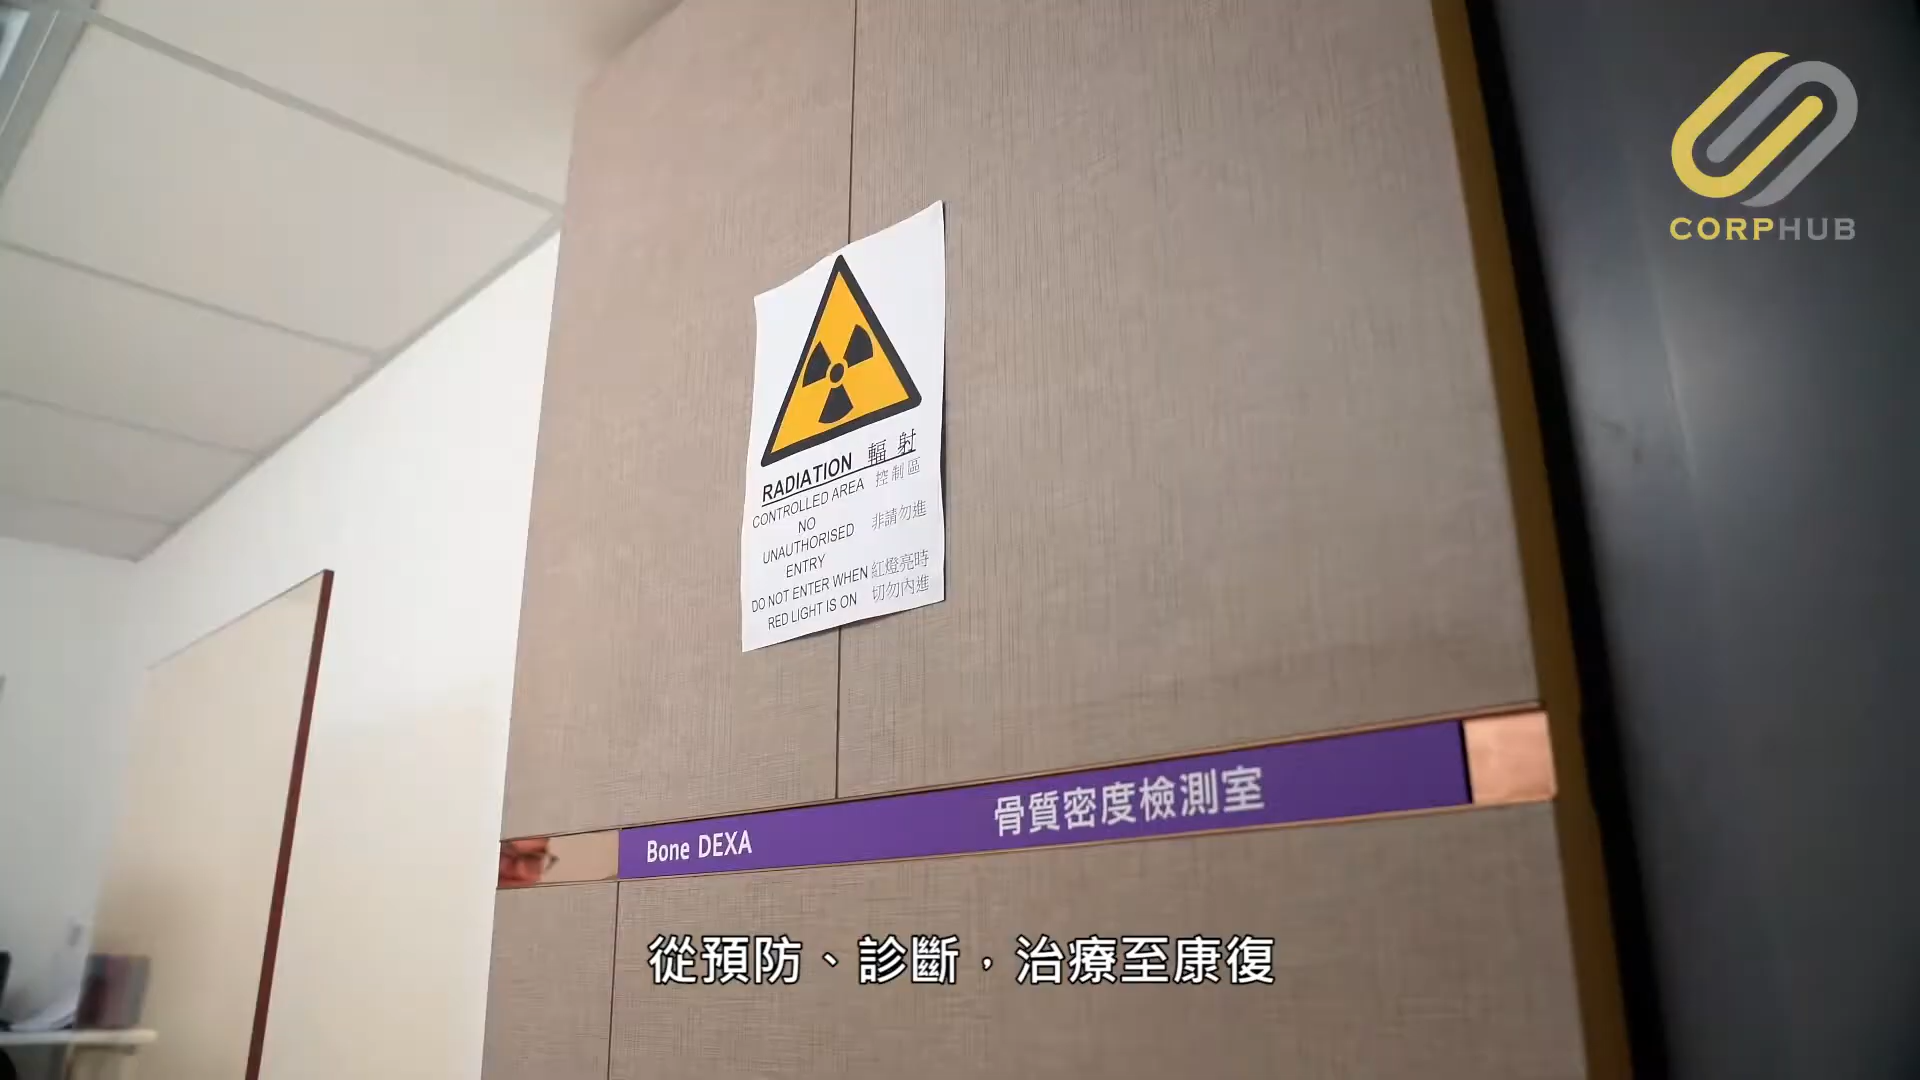 CORPHUB
RADIATION 輻射
CONTROLLED AREA 控制區
NO
UNAUTHORISED 非請勿進
ENTRY
DO NOT ENTER WHEN 紅燈亮時
RED LIGHT IS ON 切勿內進
Bone DEXA 骨質密度檢測室
從預防、診斷，治療至康復